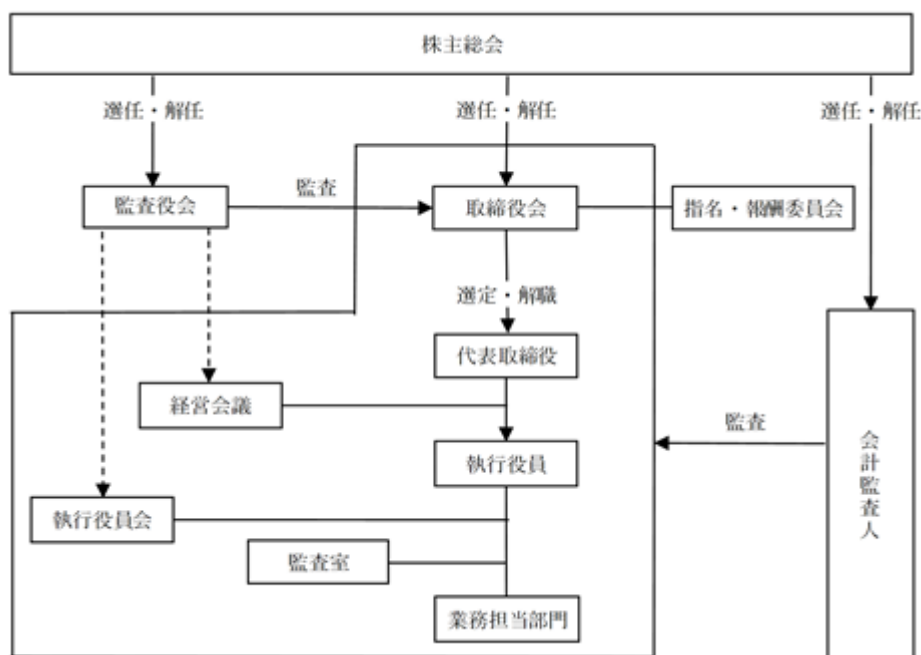 株主総会
選任・解任
選任・解任
選任・解任
監査役会
監査
取締役会
指名・報酬委員会
選定・解職
代表取締役
経営会議
監査
執行役員
会計監査人
執行役員会
監査室
業務担当部門